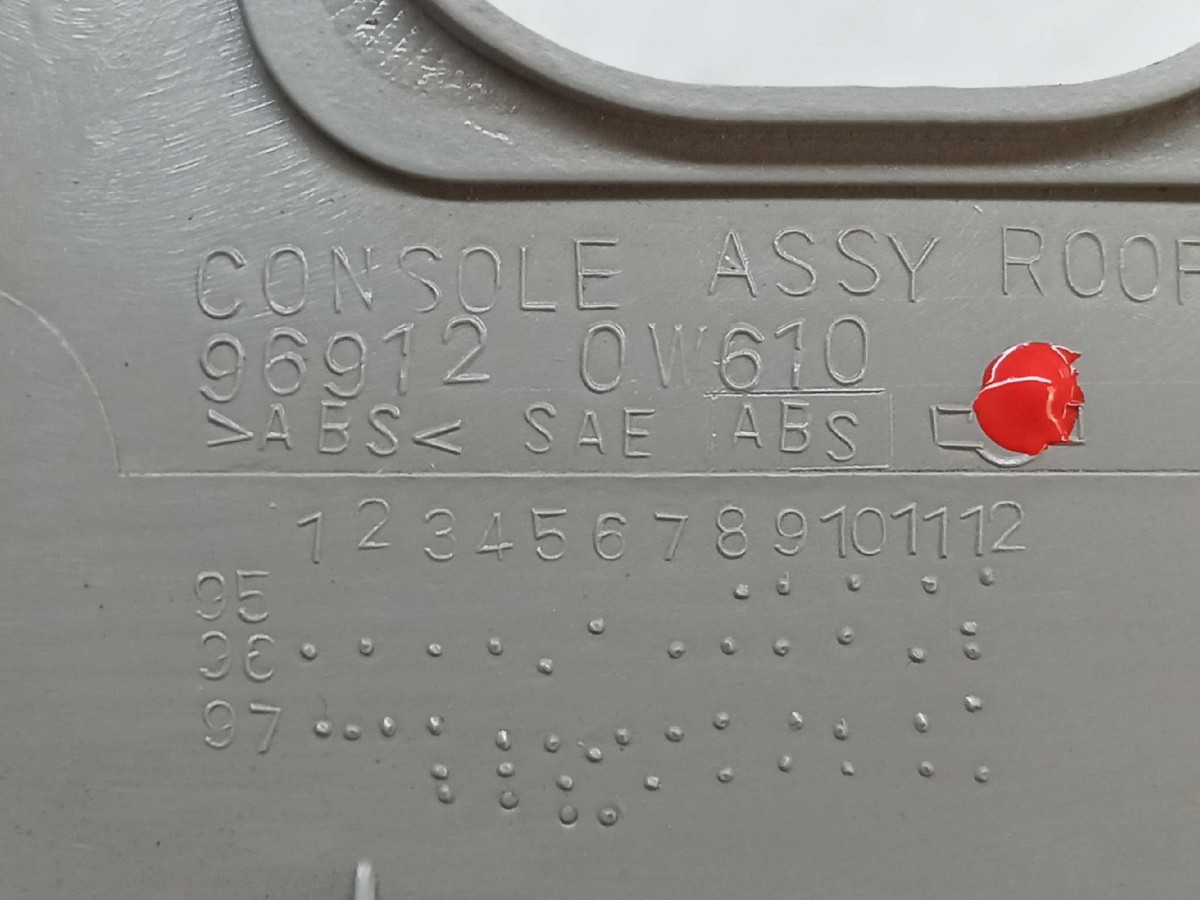 CONSOLE ASSY ROOF
96912 0W610
>ABS< SAE ABS
1 2 3 4 5 6 7 8 9 10 11 12
95
96
97